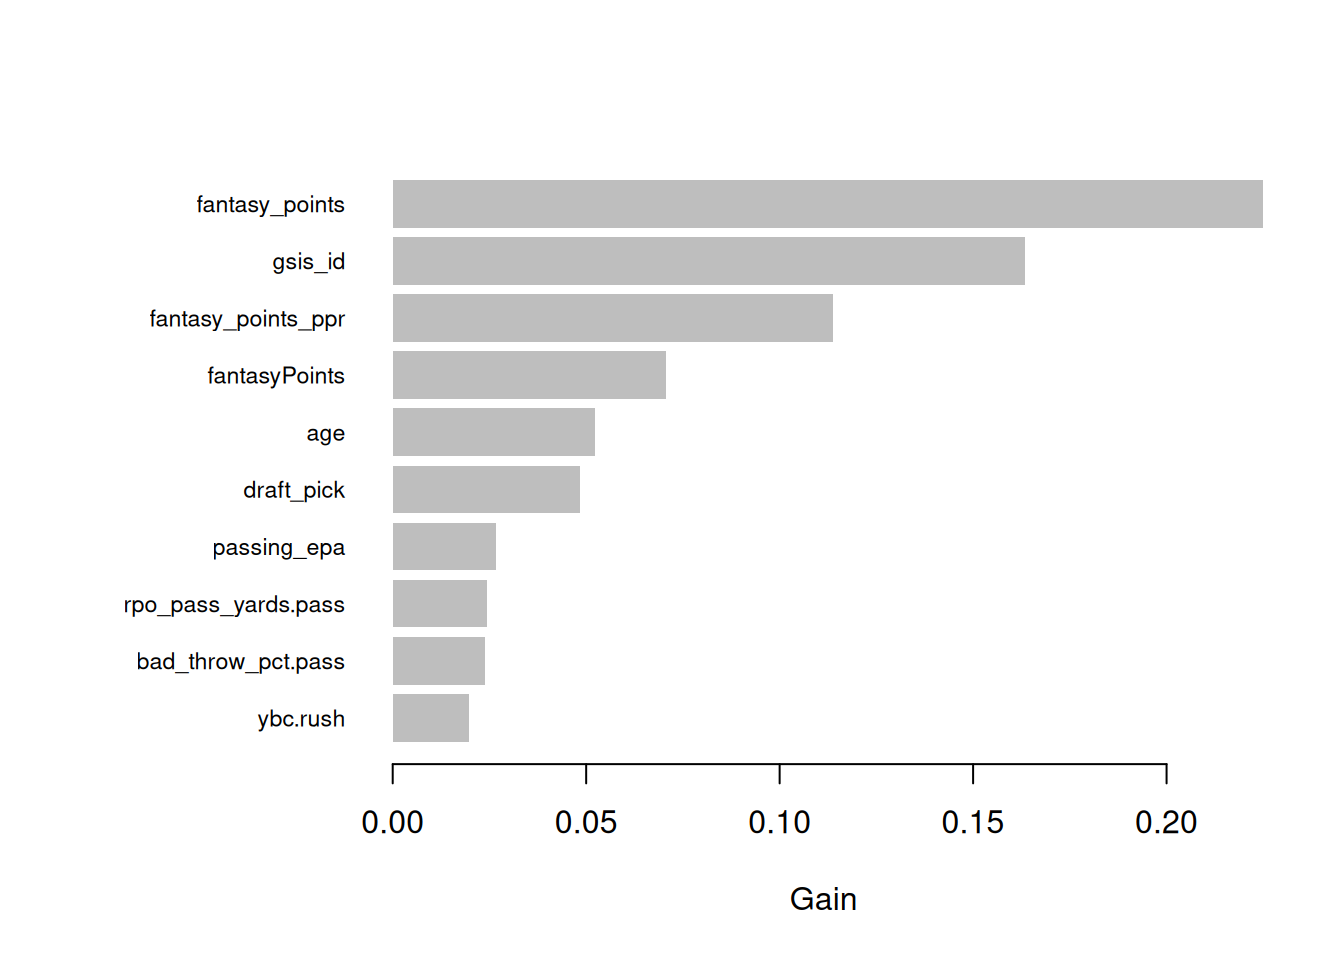 fantasy_points
gsis_id
fantasy_points_ppr
fantasyPoints
age
draft_pick
passing_epa
rpo_pass_yards.pass
bad_throw_pct.pass
ybc.rush
0.00 0.05 0.10 0.15 0.20
Gain